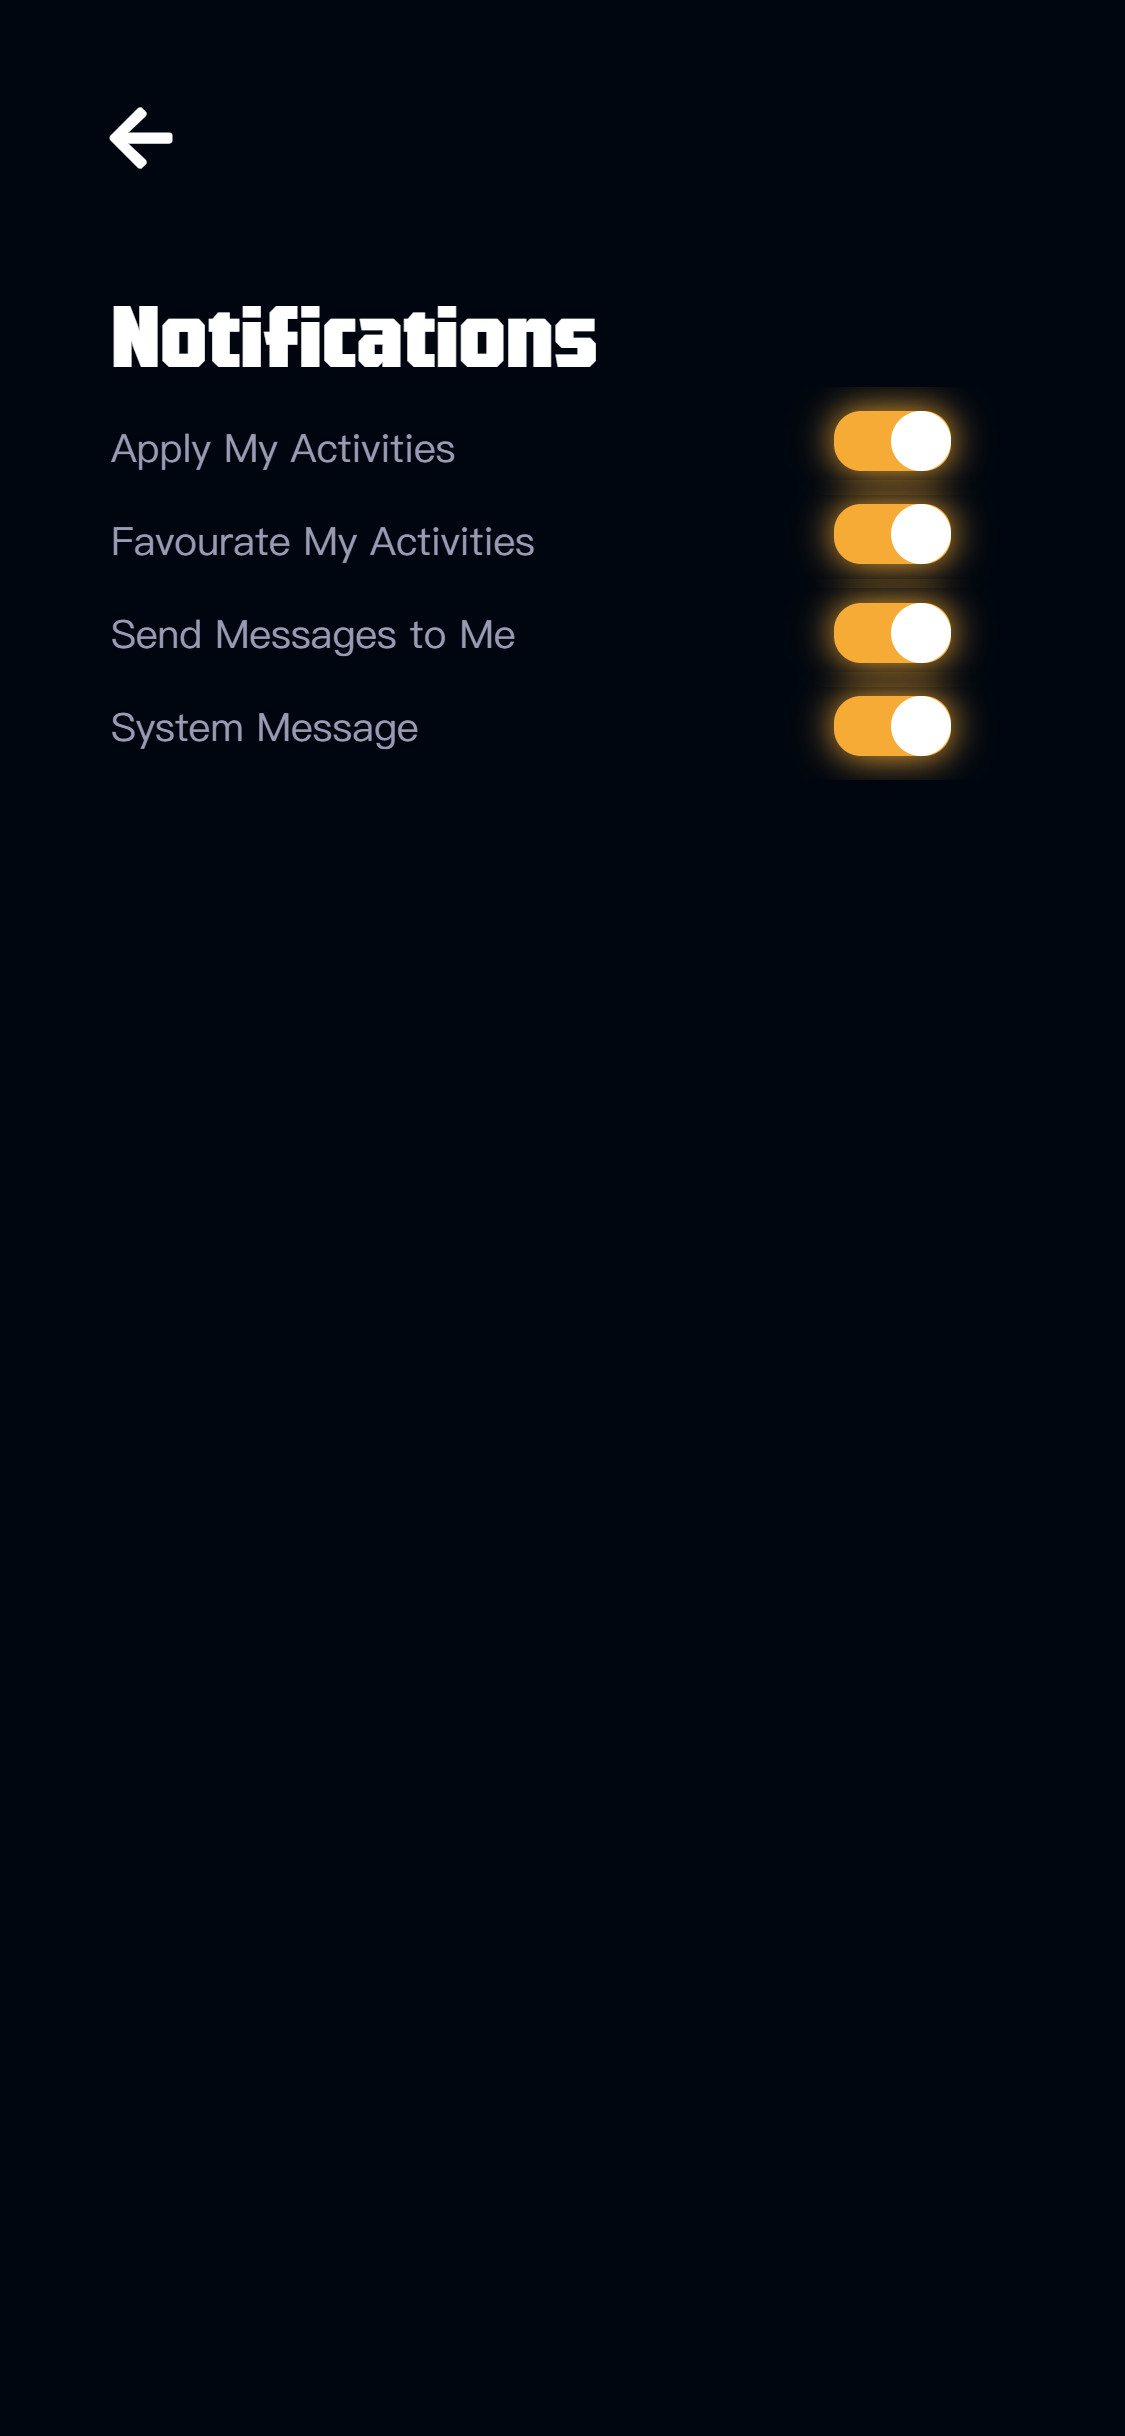 Notifications
Apply My Activities
Favourate My Activities
Send Messages to Me
System Message